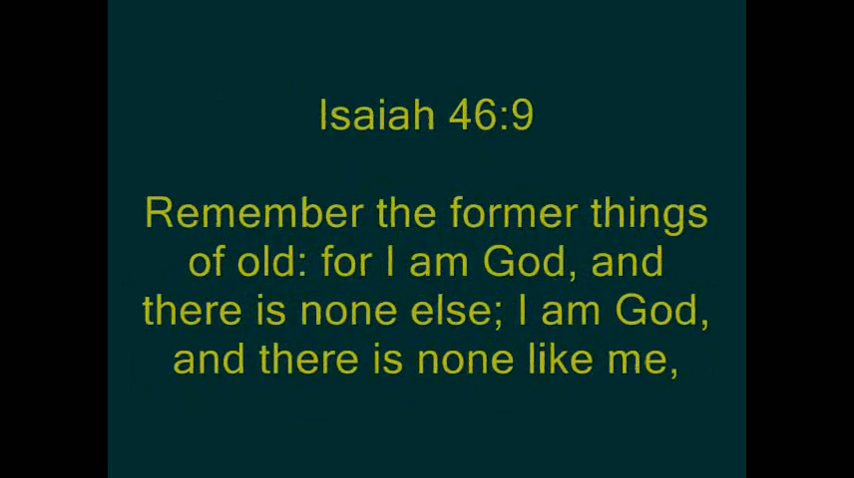 Isaiah 46:9
Remember the former things
of old: for I am God, and
there is none else; I am God,
and there is none like me,